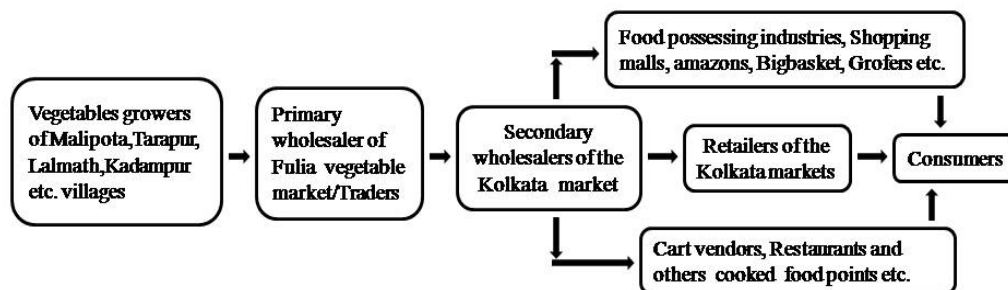 Vegetables growers
of Malipota,Tarapur,
Lalmath,Kadampur
etc. villages
Primary
wholesaler of
Fulia vegetable
market/Traders
Secondary
wholesalers of the
Kolkata market
Food possessing industries, Shopping
malls, amazons, Bigbasket, Grofers etc.
Retailers of the
Kolkata markets
Cart vendors, Restaurants and
others cooked food points etc.
Consumers